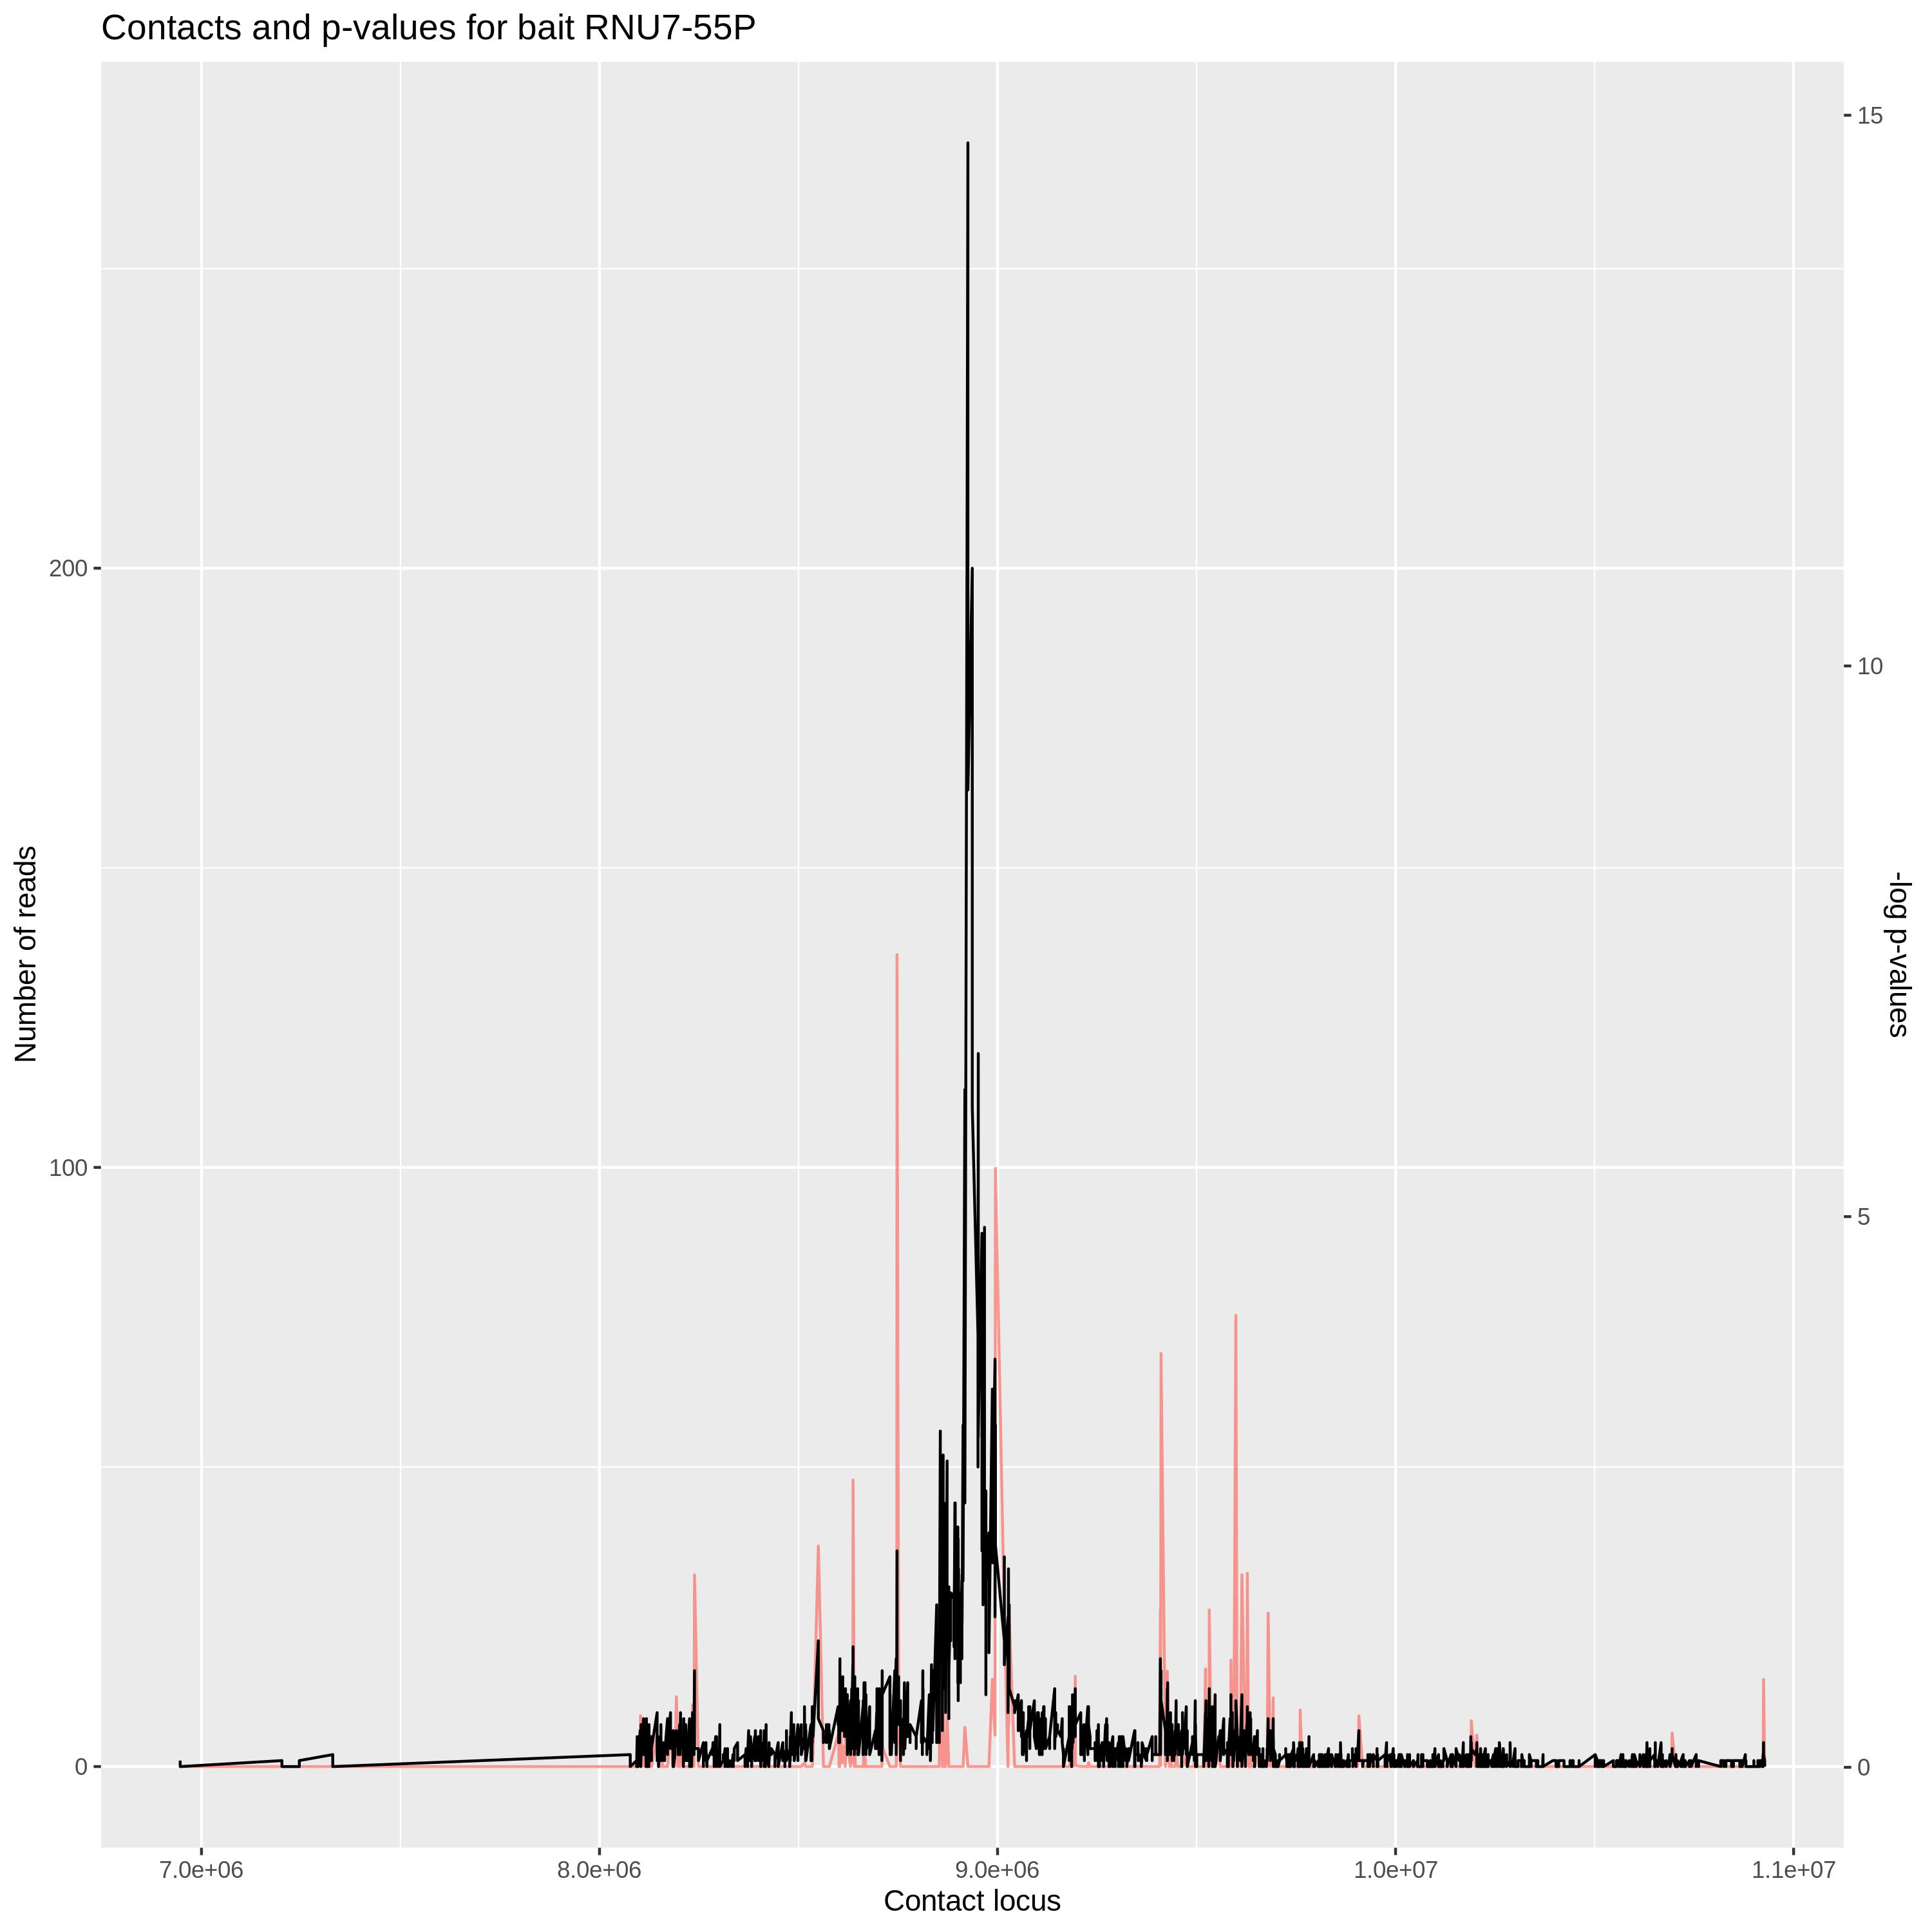 Contacts and p-values for bait RNU7-55P
15
200
10
Number of reads
-log p-values
100
5
0
0
7.0e+06
8.0e+06
9.0e+06
1.0e+07
1.1e+07
Contact locus